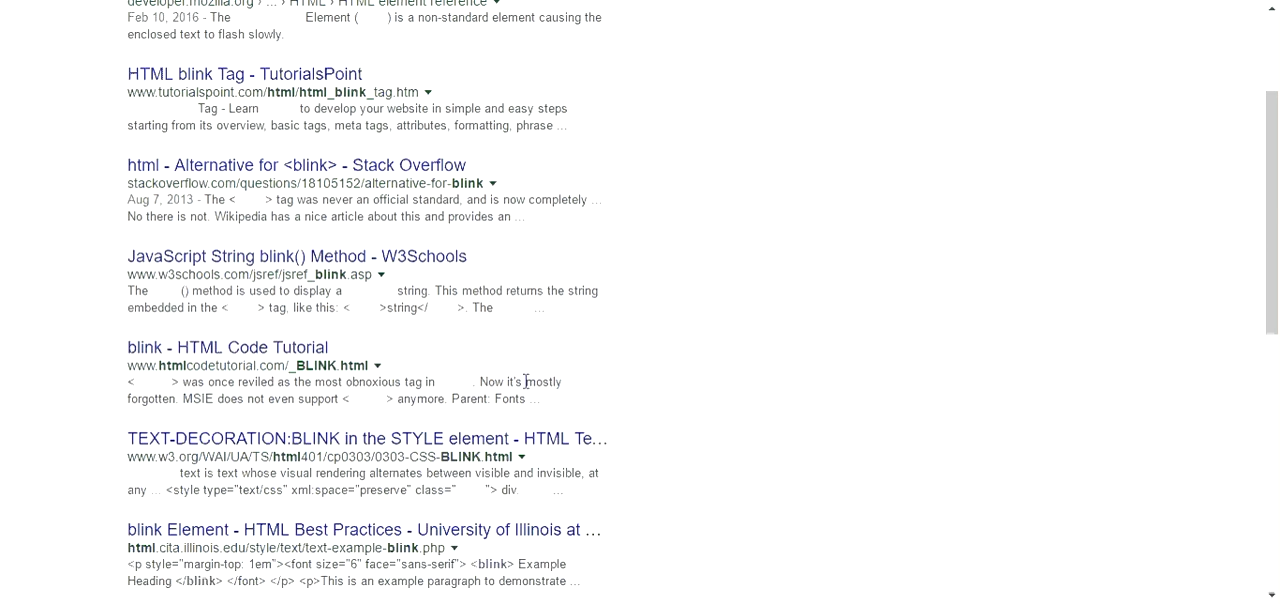 developer.mozilla.org › ... › HTML › HTML element reference
Feb 10, 2016 - The Element ( ) is a non-standard element causing the
enclosed text to flash slowly.
HTML blink Tag - TutorialsPoint
www.tutorialspoint.com/html/html_blink_tag.htm
Tag - Learn to develop your website in simple and easy steps
starting from its overview, basic tags, meta tags, attributes, formatting, phrase ...
html - Alternative for <blink> - Stack Overflow
stackoverflow.com/questions/18105152/alternative-for-blink
Aug 7, 2013 - The < > tag was never an official standard, and is now completely ...
No there is not. Wikipedia has a nice article about this and provides an ...
JavaScript String blink() Method - W3Schools
www.w3schools.com/jsref/jsref_blink.asp
The () method is used to display a string. This method returns the string
embedded in the < > tag, like this: < >string</ >. The ...
blink - HTML Code Tutorial
www.htmlcodetutorial.com/_BLINK.html
< > was once reviled as the most obnoxious tag in . Now it's mostly
forgotten. MSIE does not even support < > anymore. Parent: Fonts ...
TEXT-DECORATION:BLINK in the STYLE element - HTML Te...
www.w3.org/WAI/UA/TS/html401/cp0303/0303-CSS-BLINK.html
text is text whose visual rendering alternates between visible and invisible, at
any ... <style type="text/css" xml:space="preserve" class=" "> div. ...
blink Element - HTML Best Practices - University of Illinois at ...
html.cita.illinois.edu/style/text/text-example-blink.php
<p style="margin-top: 1em"><font size="6" face="sans-serif"> <blink> Example
Heading </blink> </font> </p> <p>This is an example paragraph to demonstrate ...